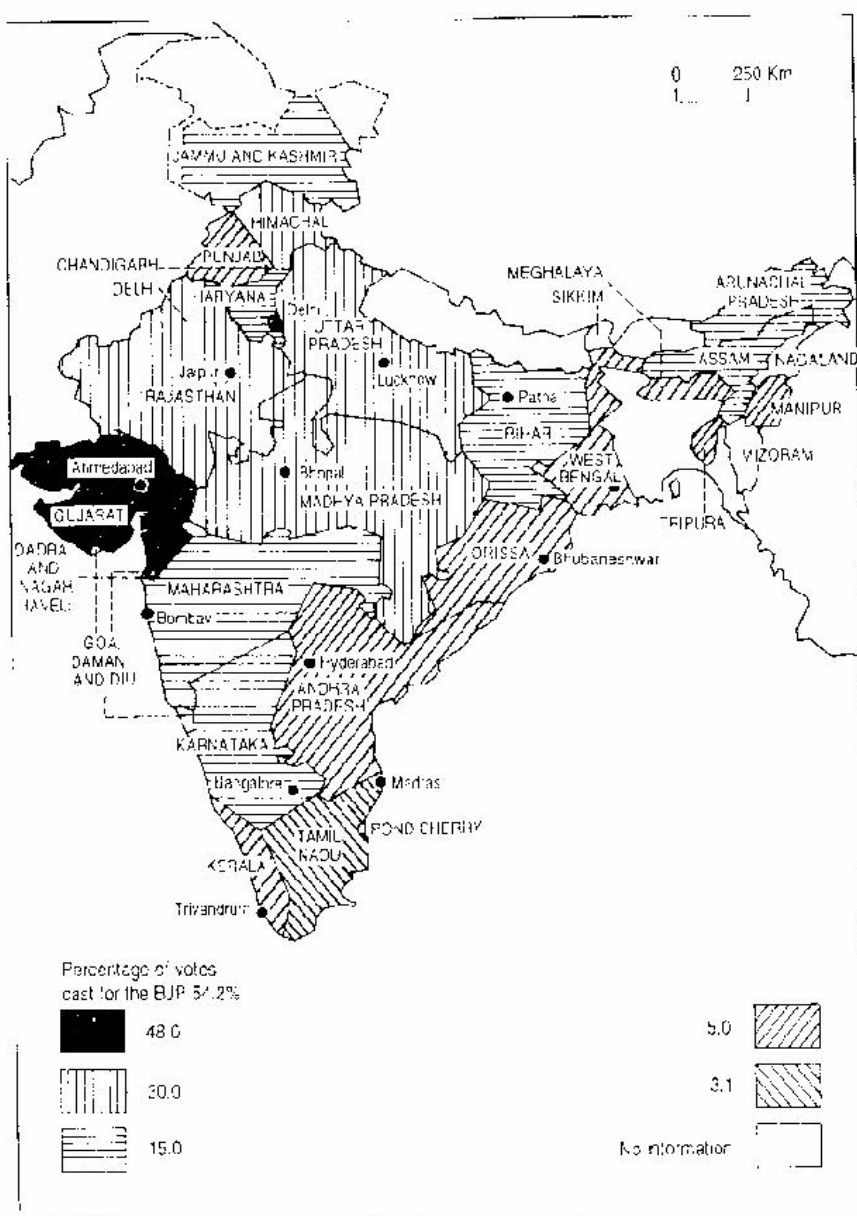 0 250 Km
JAMMU AND KASHMIR
HIMACHAL
PUNJAB
CHANDIGARH
DELHI
HARYANA
Delhi
UTTAR
PRADESH
MEGHALAYA
SIKKIM
ARUNACHAL
PRADESH
ASSAM
NAGALAND
Jaipur
RAJASTHAN
Lucknow
Patna
BIHAR
MANIPUR
MIZORAM
Ahmedabad
GUJARAT
Bhopal
MADHYA PRADESH
WEST
BENGAL
TRIPURA
DADRA
AND
NAGAR
HAVELI
MAHARASHTRA
ORISSA
Bhubaneshwar
Bombay
GOA,
DAMAN
AND DIU
Hyderabad
ANDHRA
PRADESH
KARNATAKA
Bangalore
Madras
POND CHERRY
TAMIL
NADU
KERALA
Trivandrum
Percentage of votes
cast for the BJP
48.0
30.0
15.0
5.0
3.1
No information